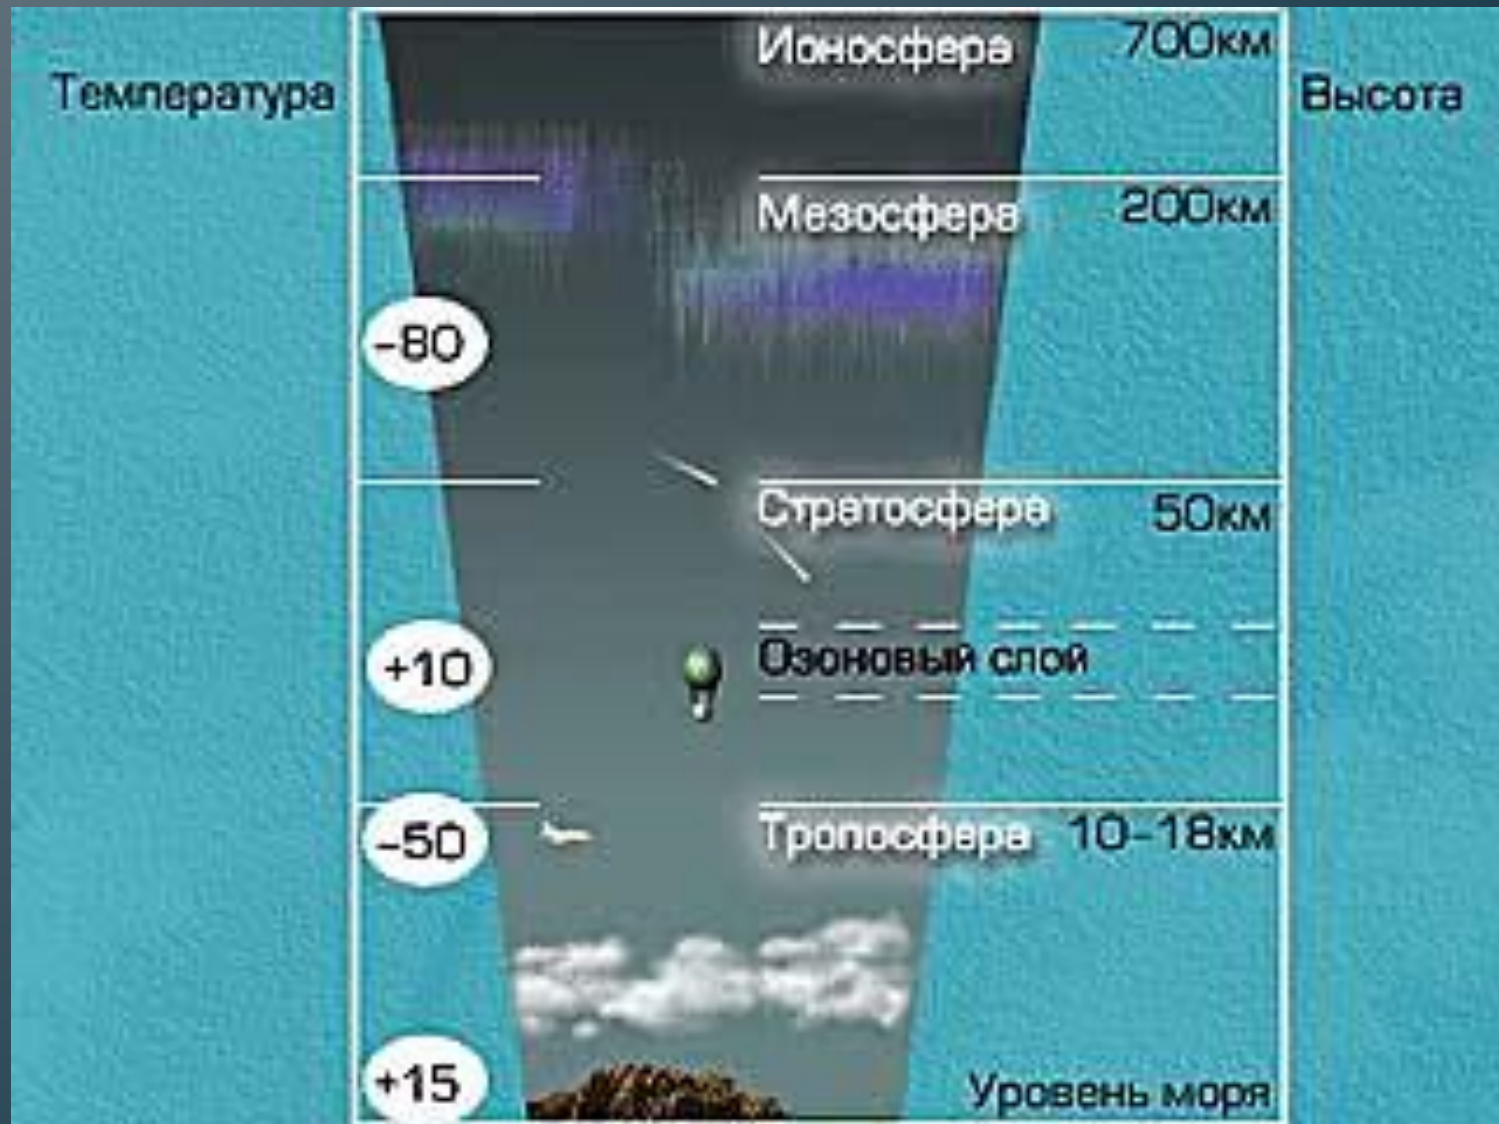 Ионосфера 700км
Температура
Высота
Мезосфера 200км
-80
Стратосфера 50км
+10
Озоновый слой
-50
Тропосфера 10-18км
+15
Уровень моря